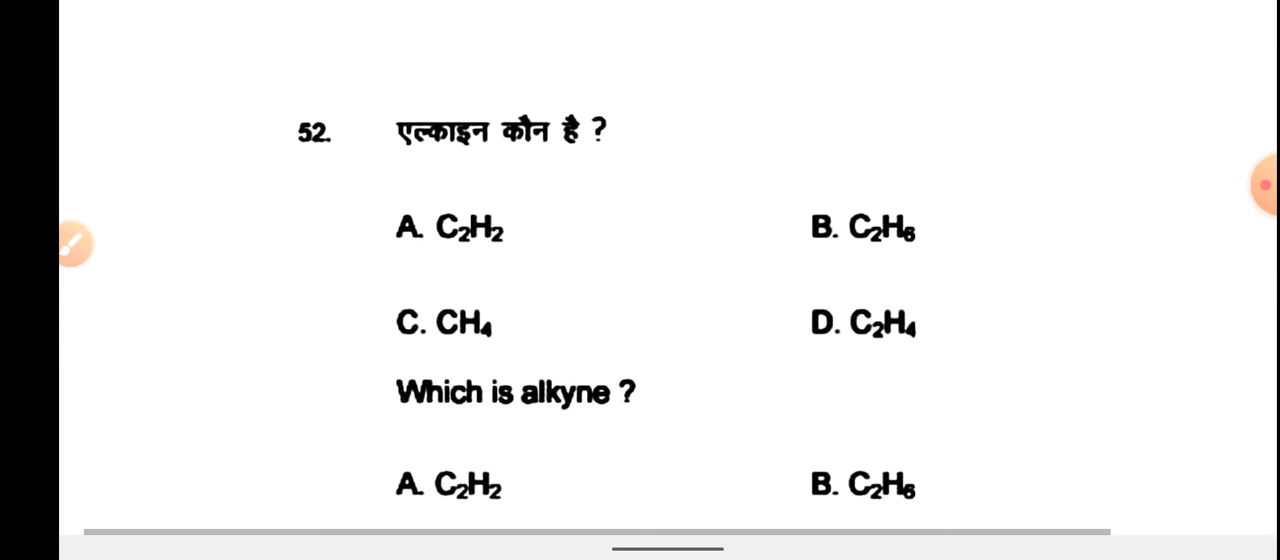 52. एल्काइन कौन है ?
A. C₂H₂ B. C₂H₆
C. CH₄ D. C₂H₄
Which is alkyne ?
A. C₂H₂ B. C₂H₆